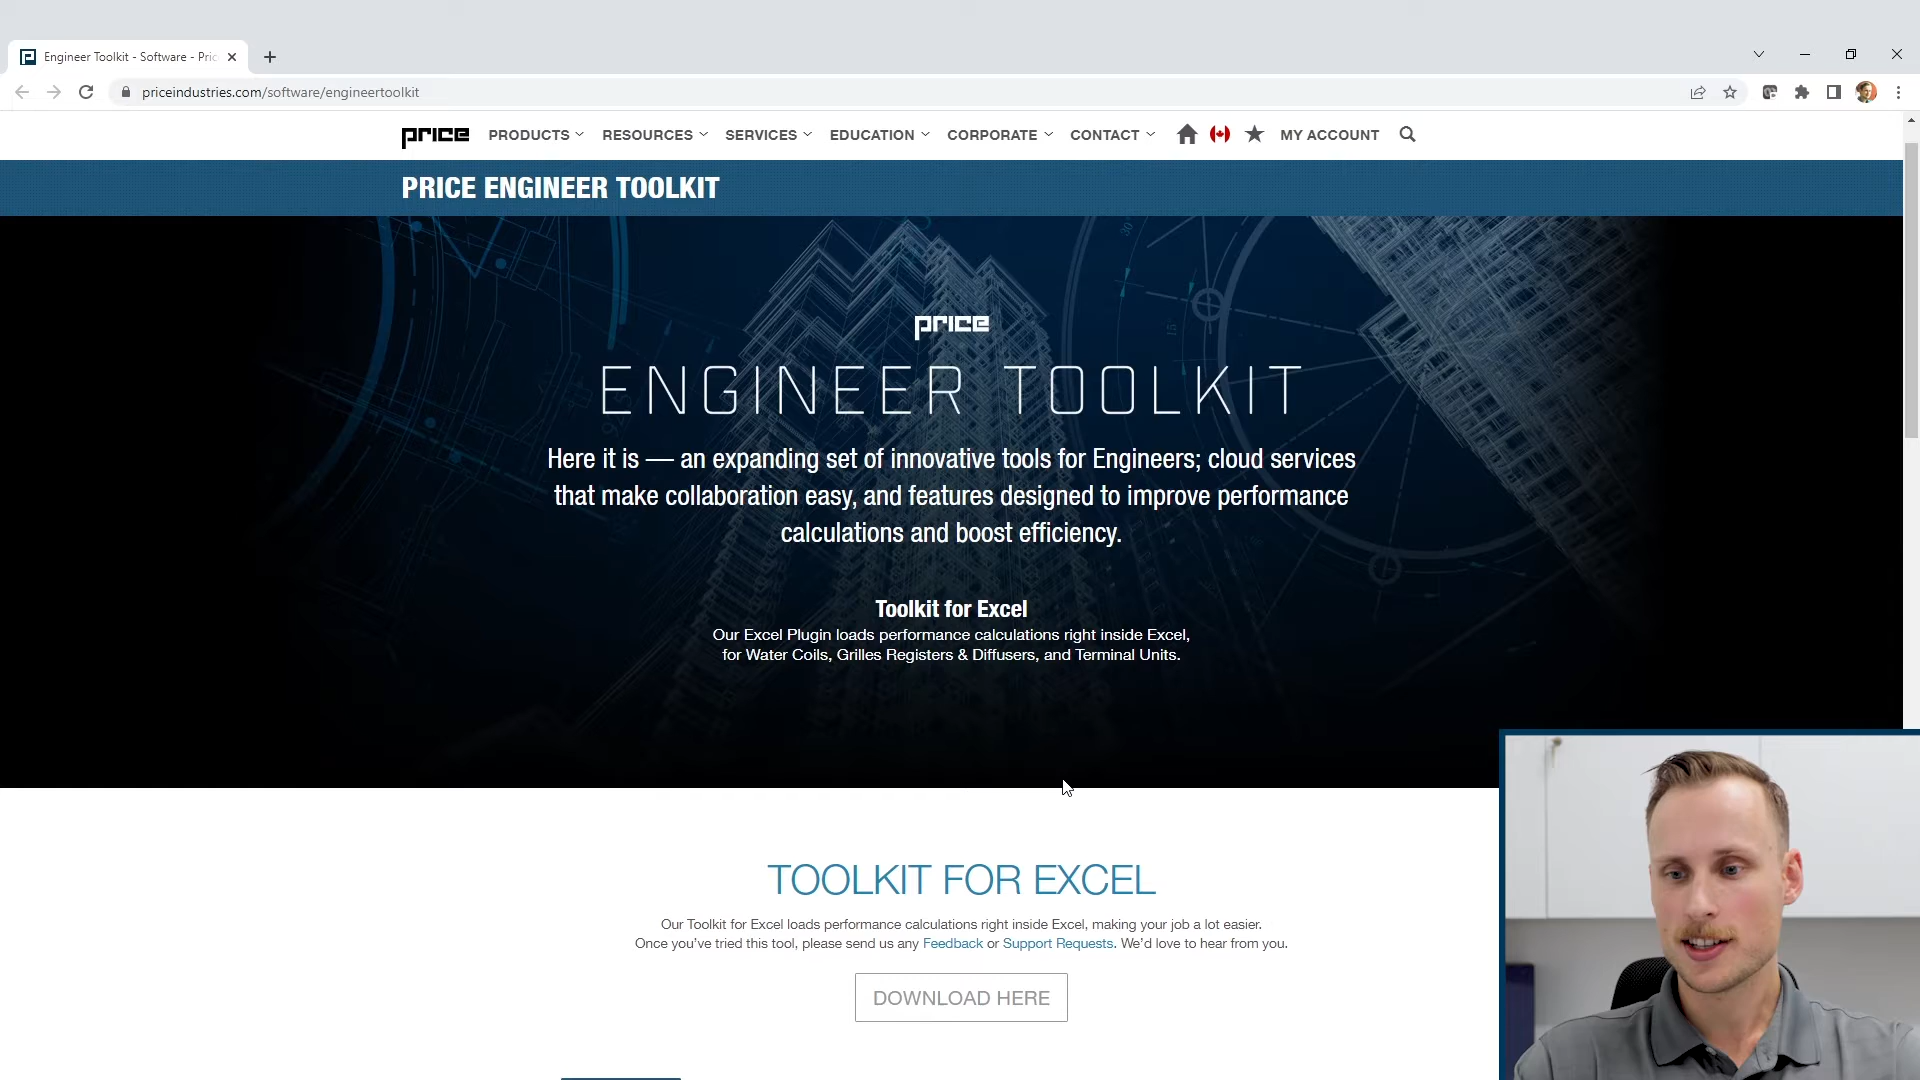 Engineer Toolkit - Software - Pric
priceindustries.com/software/engineertoolkit
price PRODUCTS RESOURCES SERVICES EDUCATION CORPORATE CONTACT MY ACCOUNT
PRICE ENGINEER TOOLKIT
price
ENGINEER TOOLKIT
Here it is — an expanding set of innovative tools for Engineers; cloud services
that make collaboration easy, and features designed to improve performance
calculations and boost efficiency.
Toolkit for Excel
Our Excel Plugin loads performance calculations right inside Excel,
for Water Coils, Grilles Registers & Diffusers, and Terminal Units.
TOOLKIT FOR EXCEL
Our Toolkit for Excel loads performance calculations right inside Excel, making your job a lot easier.
Once you've tried this tool, please send us any Feedback or Support Requests. We'd love to hear from you.
DOWNLOAD HERE